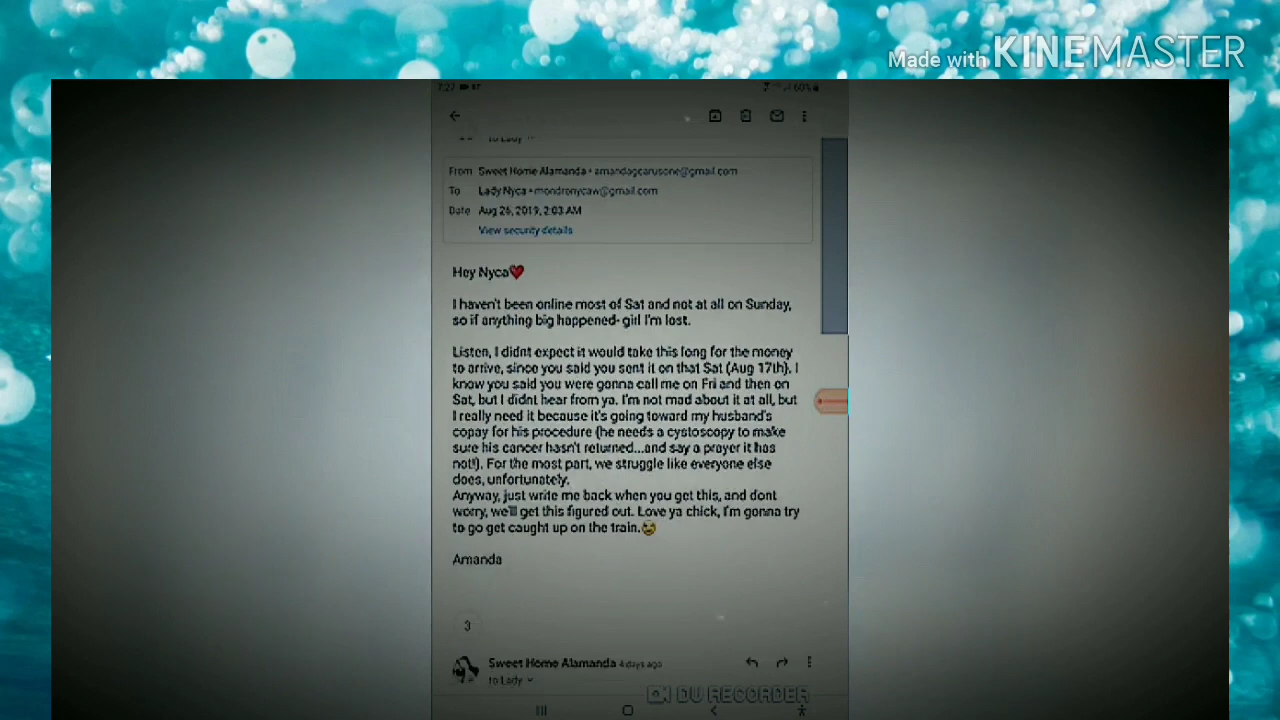 Made with KINEMASTER
7:27
60%
to Lady
From Sweet Home Alamanda • amandagcarusone@gmail.com
To Lady Nyca • mondronycaw@gmail.com
Date Aug 26, 2019, 2:03 AM
View security details
Hey Nyca❤️
I haven't been online most of Sat and not at all on Sunday,
so if anything big happened- girl I'm lost.
Listen, I didnt expect it would take this long for the money
to arrive, since you said you sent it on that Sat (Aug 17th). I
know you said you were gonna call me on Fri and then on
Sat, but I didnt hear from ya. I'm not mad about it at all, but
I really need it because it's going toward my husband's
copay for his procedure (he needs a cystoscopy to make
sure his cancer hasn't returned...and say a prayer it has
not!). For the most part, we struggle like everyone else
does, unfortunately.
Anyway, just write me back when you get this, and dont
worry, we'll get this figured out. Love ya chick, I'm gonna try
to go get caught up on the train.
Amanda
3
Sweet Home Alamanda 4 days ago
to Lady
DU RECORDER